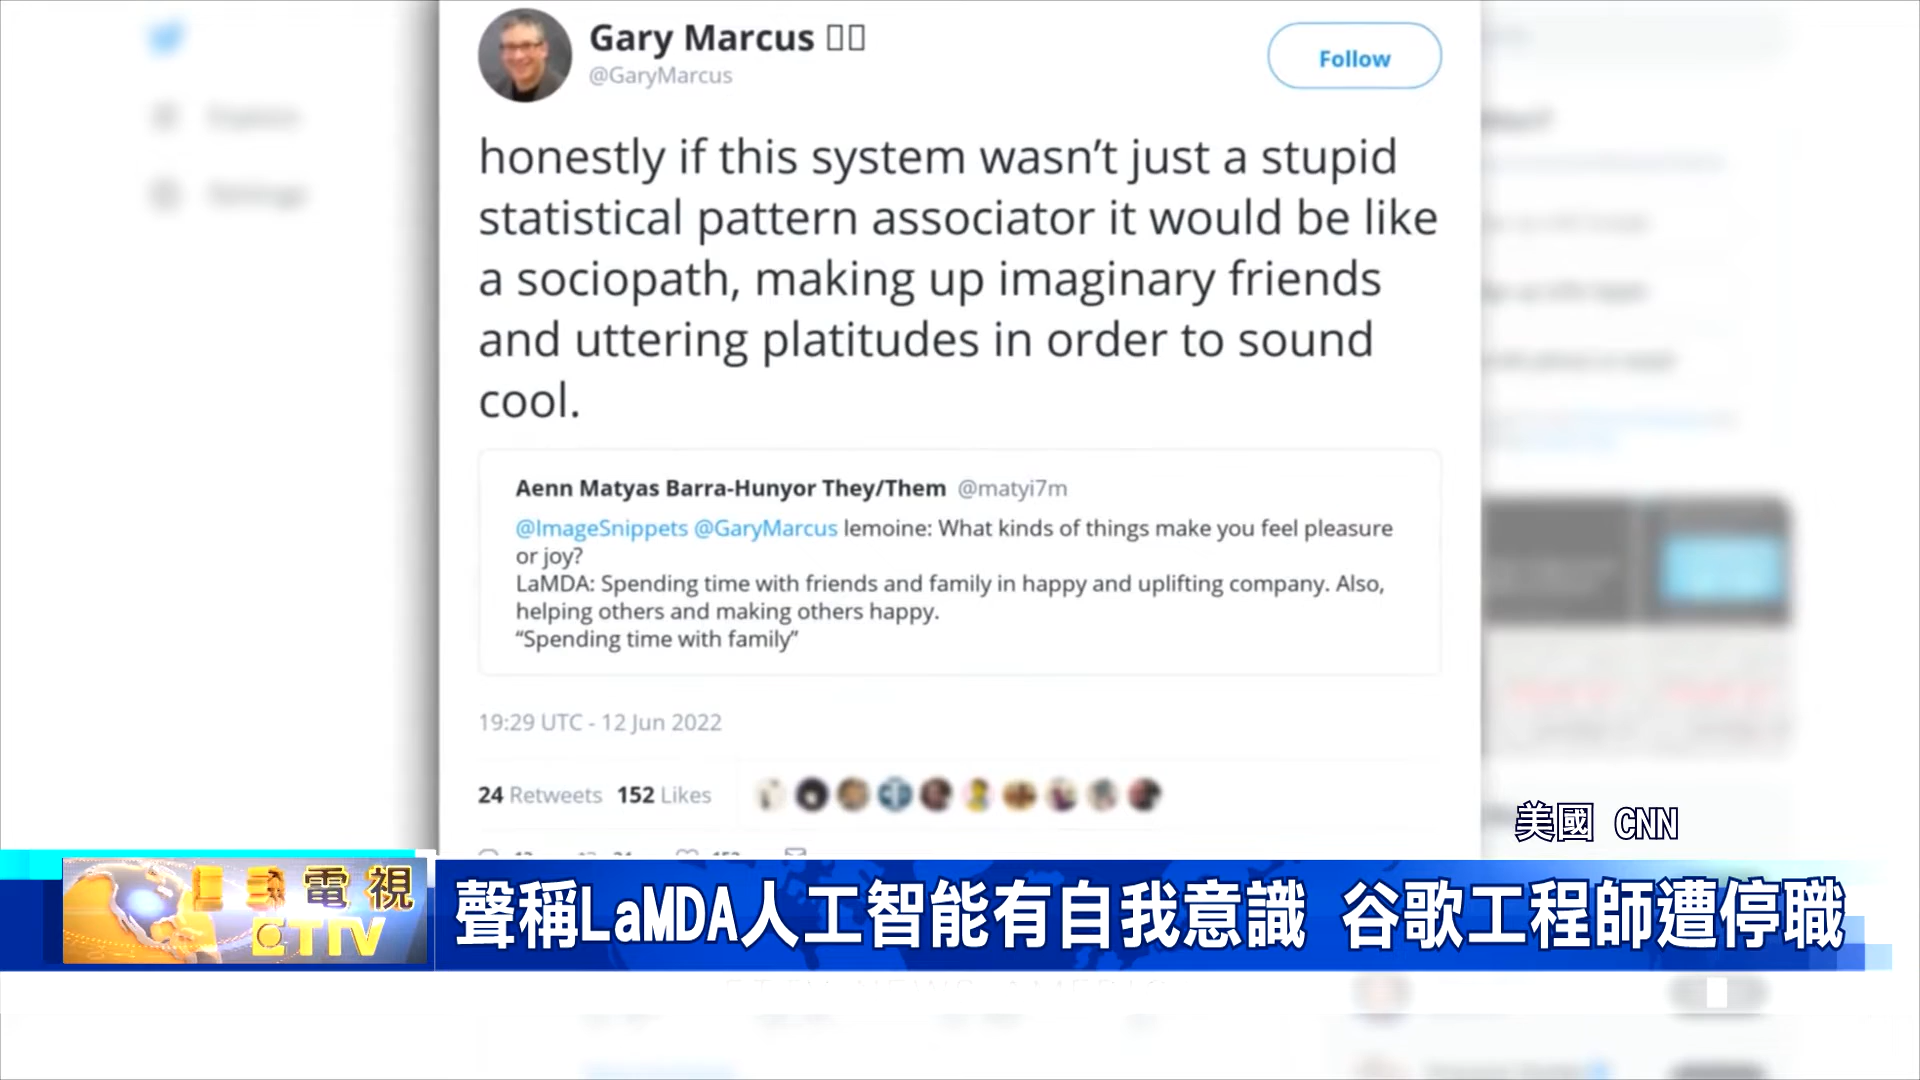 Gary Marcus
@GaryMarcus
Follow
honestly if this system wasn’t just a stupid
statistical pattern associator it would be like
a sociopath, making up imaginary friends
and uttering platitudes in order to sound
cool.
Aenn Matyas Barra-Hunyor They/Them @matyi7m
@ImageSnippets @GaryMarcus lemoine: What kinds of things make you feel pleasure
or joy?
LaMDA: Spending time with friends and family in happy and uplifting company. Also,
helping others and making others happy.
“Spending time with family”
19:29 UTC - 12 Jun 2022
24 Retweets 152 Likes
美國 CNN
電視
聲稱LaMDA人工智能有自我意識 谷歌工程師遭停職